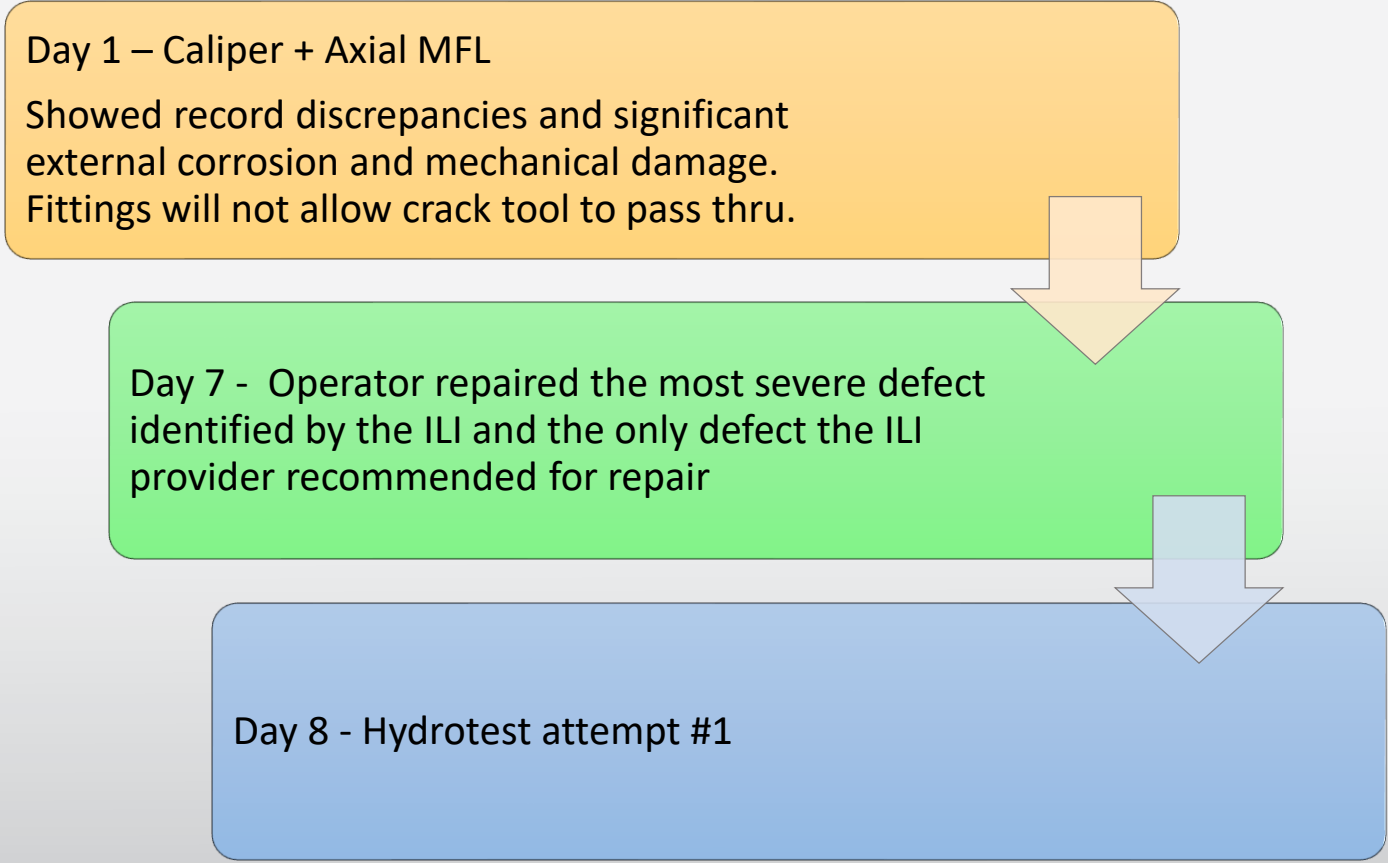 Day 1 – Caliper + Axial MFL
Showed record discrepancies and significant
external corrosion and mechanical damage.
Fittings will not allow crack tool to pass thru.
Day 7 -  Operator repaired the most severe defect
identified by the ILI and the only defect the ILI
provider recommended for repair
Day 8 - Hydrotest attempt #1